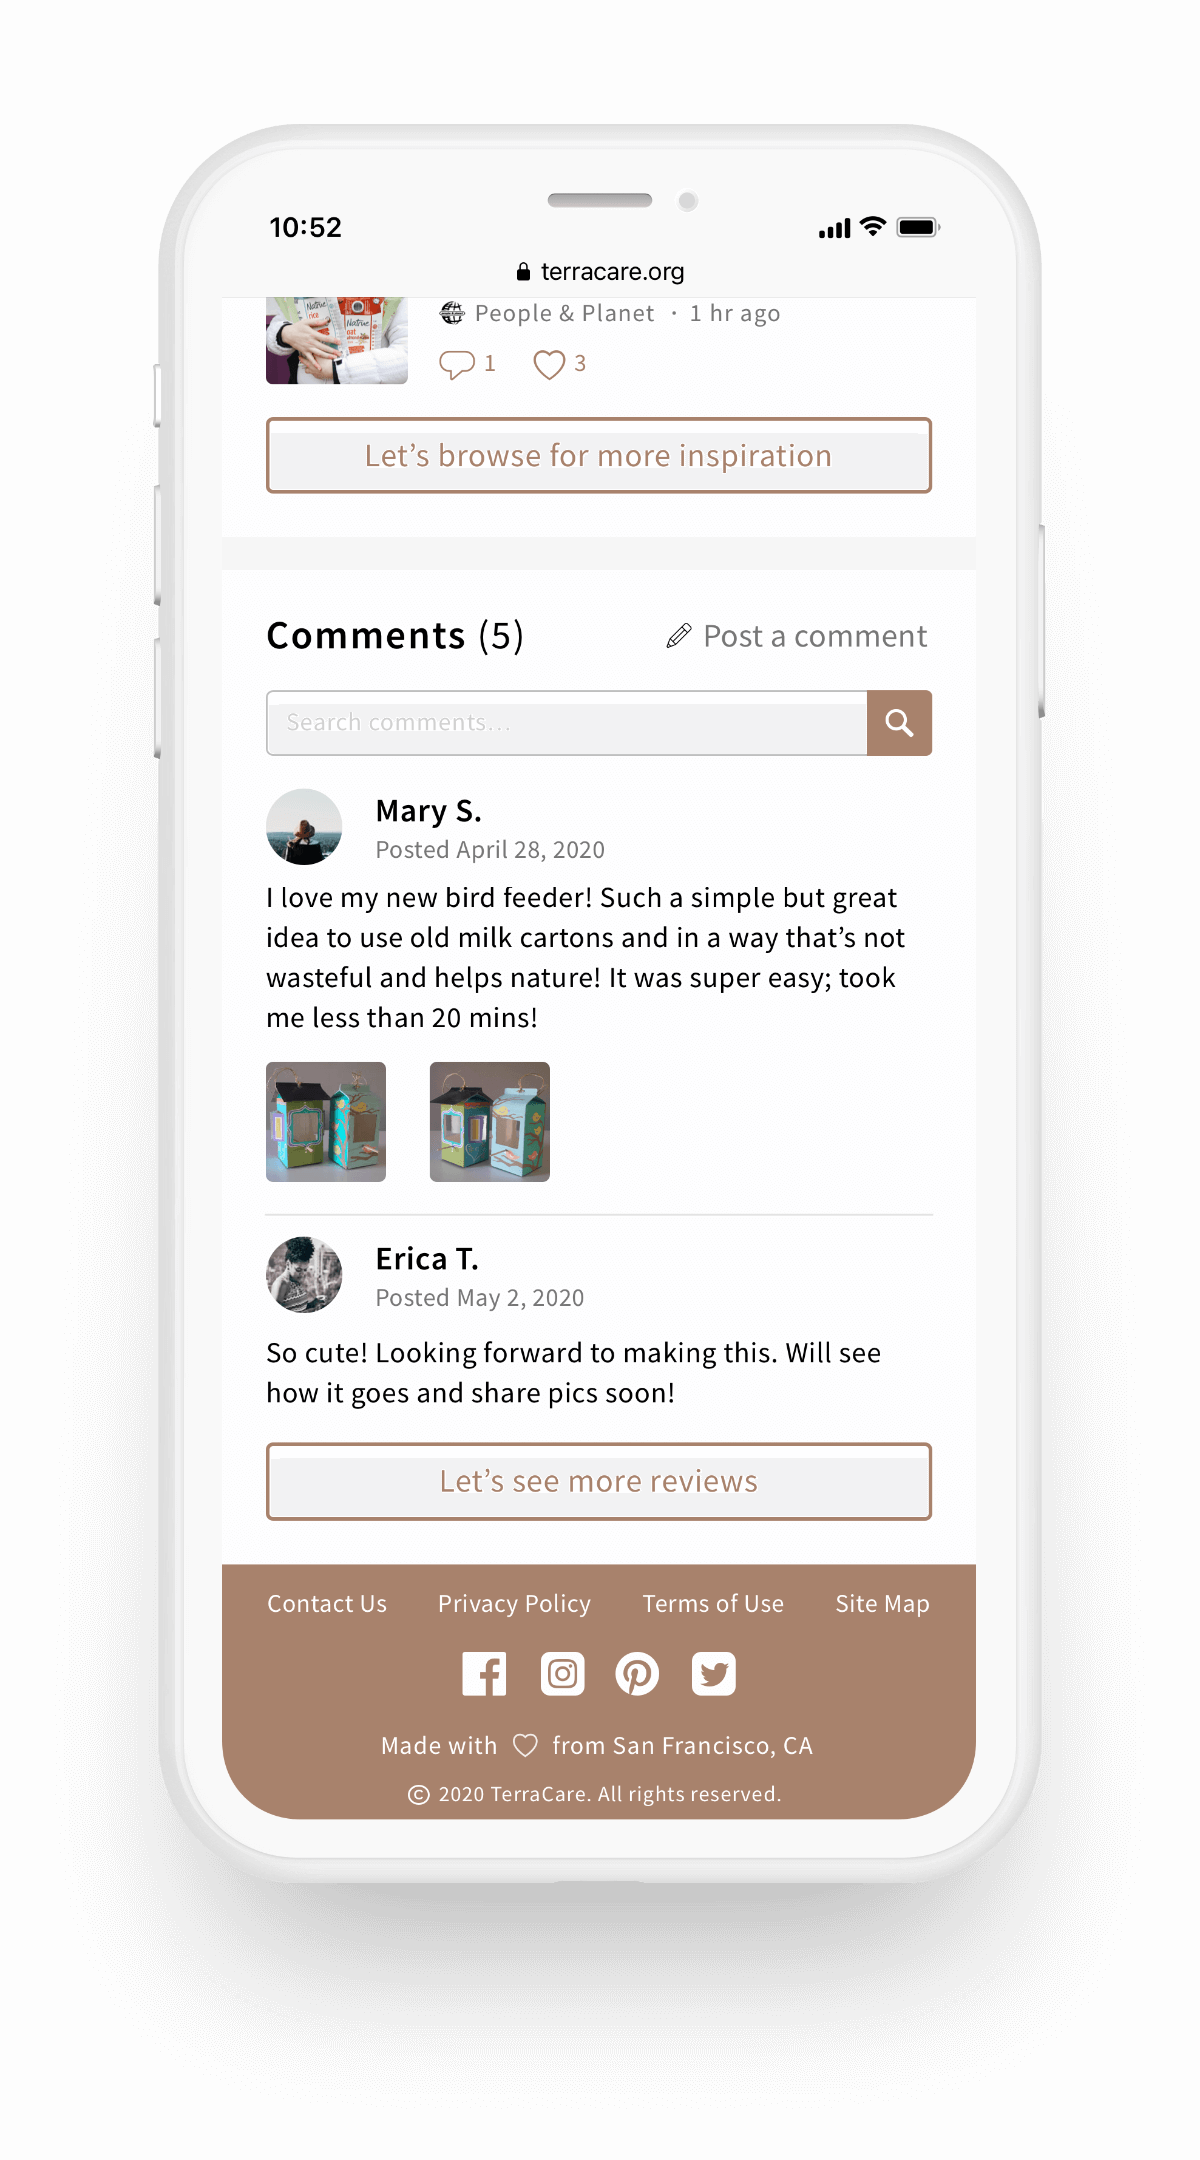 10:52
terracare.org
Natrue
rice
Natrue
oat
People & Planet · 1 hr ago
1 3
Let’s browse for more inspiration
Comments (5) Post a comment
Search comments...
Mary S.
Posted April 28, 2020
I love my new bird feeder! Such a simple but great
idea to use old milk cartons and in a way that’s not
wasteful and helps nature! It was super easy; took
me less than 20 mins!
Erica T.
Posted May 2, 2020
So cute! Looking forward to making this. Will see
how it goes and share pics soon!
Let’s see more reviews
Contact Us Privacy Policy Terms of Use Site Map
Made with ♡ from San Francisco, CA
© 2020 TerraCare. All rights reserved.